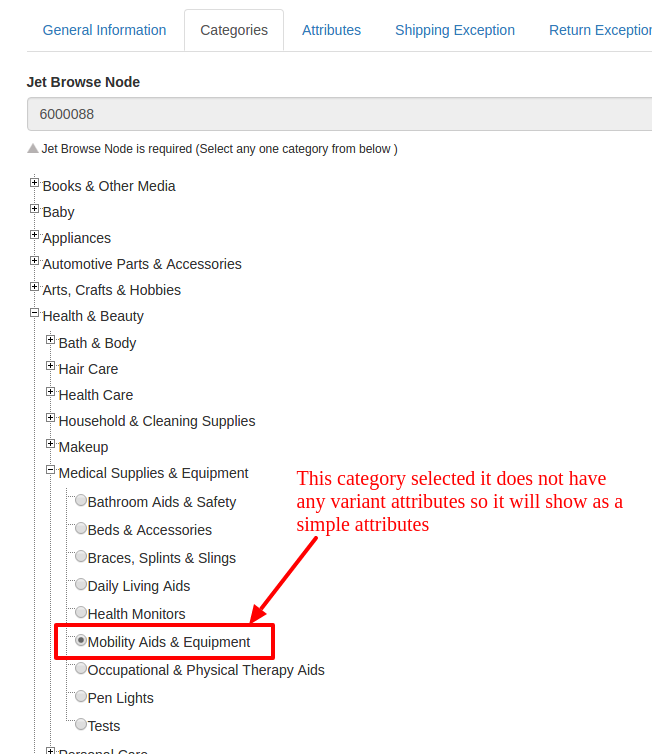 General Information Categories Attributes Shipping Exception Return Exception
Jet Browse Node
6000088
Jet Browse Node is required (Select any one category from below )
Books & Other Media
Baby
Appliances
Automotive Parts & Accessories
Arts, Crafts & Hobbies
Health & Beauty
Bath & Body
Hair Care
Health Care
Household & Cleaning Supplies
Makeup
Medical Supplies & Equipment
This category selected it does not have
any variant attributes so it will show as a
simple attributes
Bathroom Aids & Safety
Beds & Accessories
Braces, Splints & Slings
Daily Living Aids
Health Monitors
Mobility Aids & Equipment
Occupational & Physical Therapy Aids
Pen Lights
Tests
Personal Care